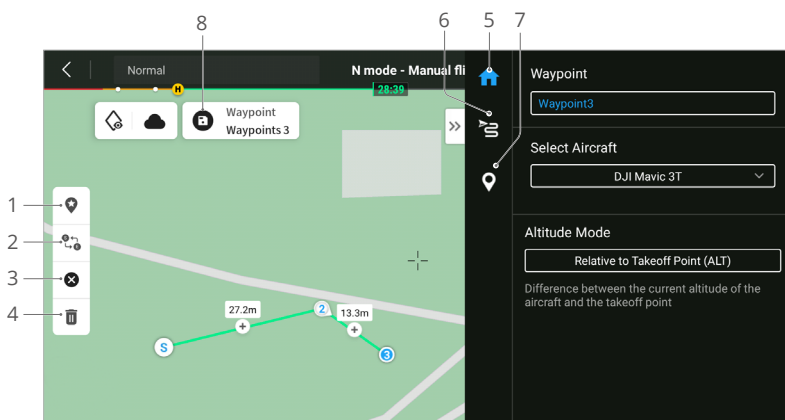 8
6 5 7
Normal
N mode - Manual fli
H
28:39
Waypoint
Waypoints 3
Waypoint
Waypoint3
Select Aircraft
DJI Mavic 3T
Altitude Mode
Relative to Takeoff Point (ALT)
Difference between the current altitude of the
aircraft and the takeoff point
1
2
3
4
27.2m
13.3m
S
2
3